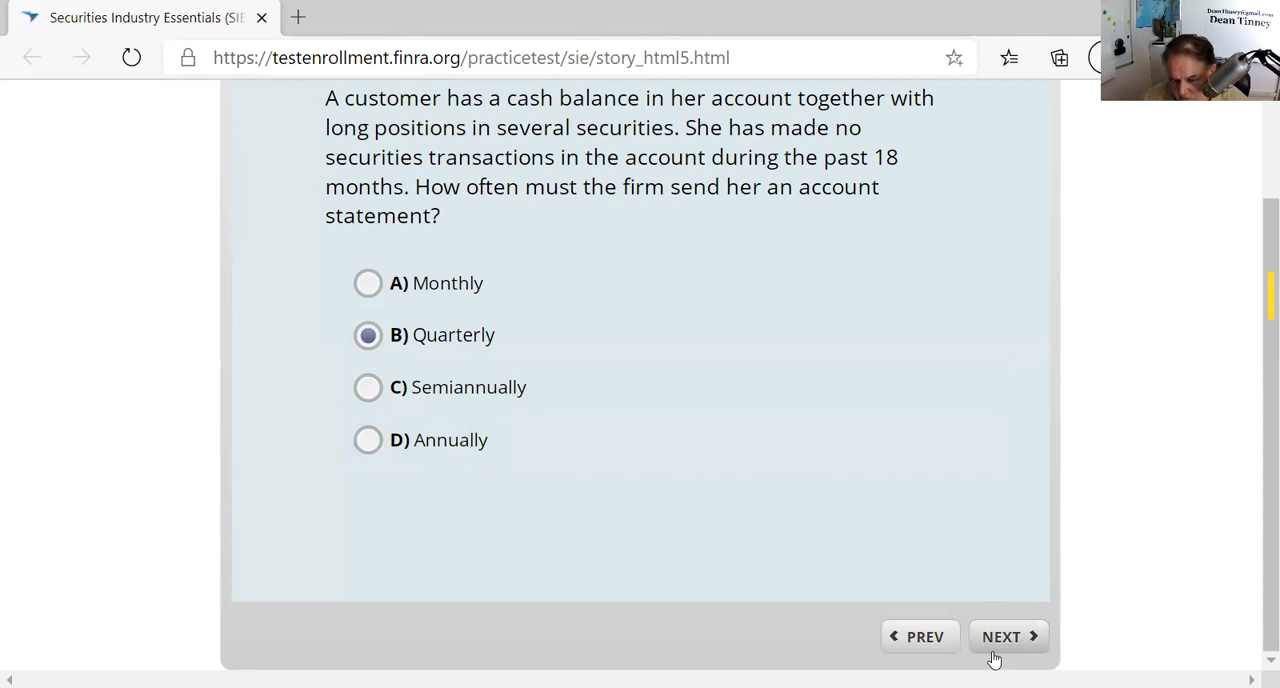 Securities Industry Essentials (SIE
https://testenrollment.finra.org/practicetest/sie/story_html5.html
Dean Tinney
A customer has a cash balance in her account together with
long positions in several securities. She has made no
securities transactions in the account during the past 18
months. How often must the firm send her an account
statement?
A) Monthly
B) Quarterly
C) Semiannually
D) Annually
PREV
NEXT